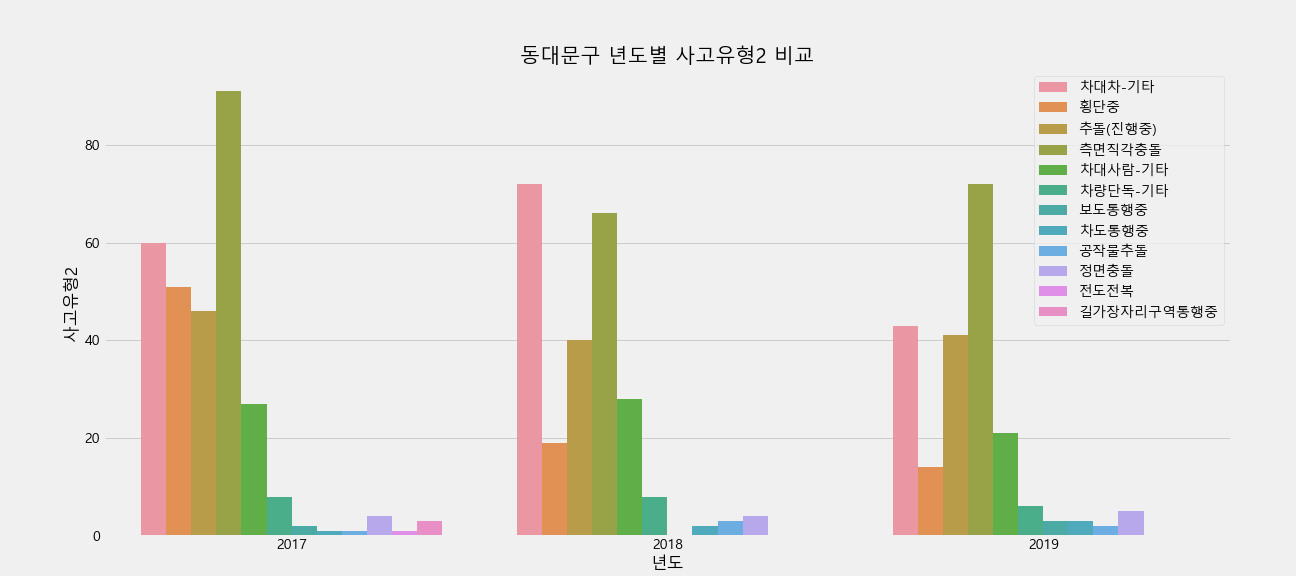 동대문구 년도별 사고유형2 비교
차대차-기타
횡단중
추돌(진행중)
측면직각충돌
차대사람-기타
차량단독-기타
보도통행중
차도통행중
공작물추돌
정면충돌
전도전복
길가장자리구역통행중
사고유형2
80
60
40
20
0
2017 2018 2019
년도